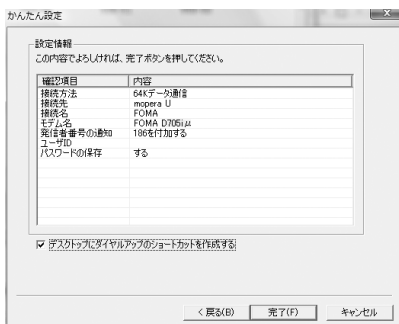 かんたん設定
設定情報
この内容でよろしければ、完了ボタンを押してください。
確認項目 内容
接続方法 64Kデータ通信
接続先 mopera U
接続名 FOMA
モデム名 FOMA D705iμ
発信者番号の通知 186を付加する
ユーザID
パスワードの保存 する
デスクトップにダイヤルアップのショートカットを作成する
< 戻る(B) 完了(F) キャンセル